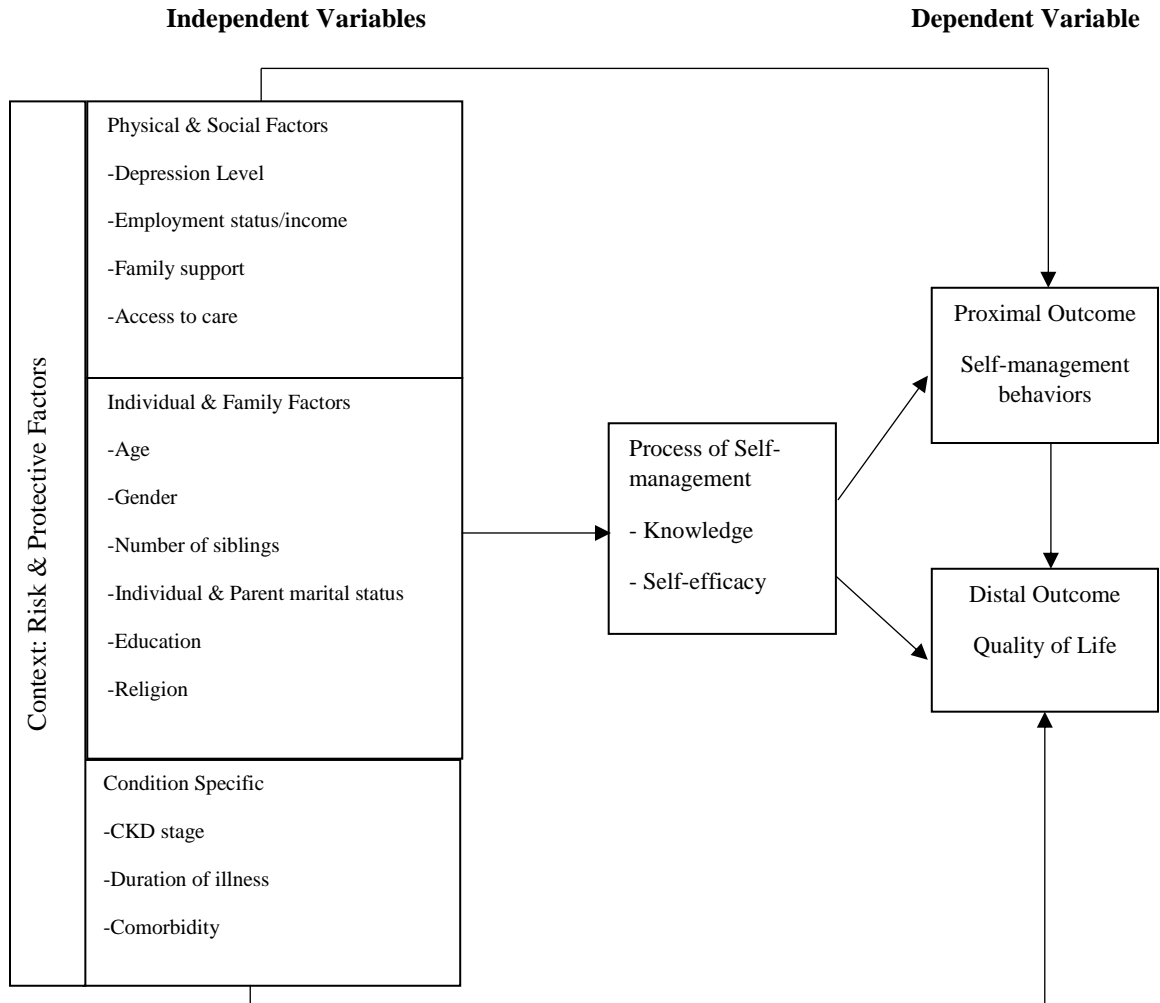 Independent Variables
Dependent Variable
Context: Risk & Protective Factors
Physical & Social Factors
-Depression Level
-Employment status/income
-Family support
-Access to care
Individual & Family Factors
-Age
-Gender
-Number of siblings
-Individual & Parent marital status
-Education
-Religion
Condition Specific
-CKD stage
-Duration of illness
-Comorbidity
Process of Self-
management
- Knowledge
- Self-efficacy
Proximal Outcome
Self-management
behaviors
Distal Outcome
Quality of Life